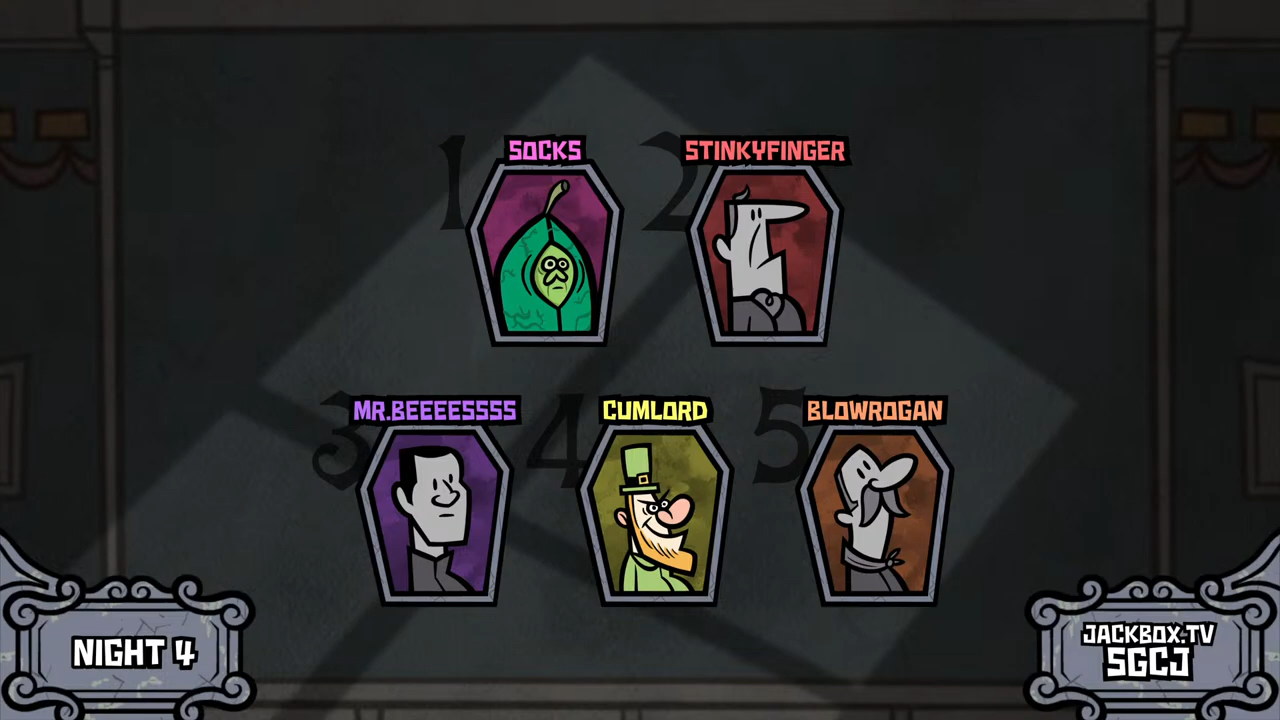 1 SOCKS
2 STINKYFINGER
3 MR.BEEEESSSS
4 CUMLORD
5 BLOWROGAN
NIGHT 4
JACKBOX.TV
SGCJ